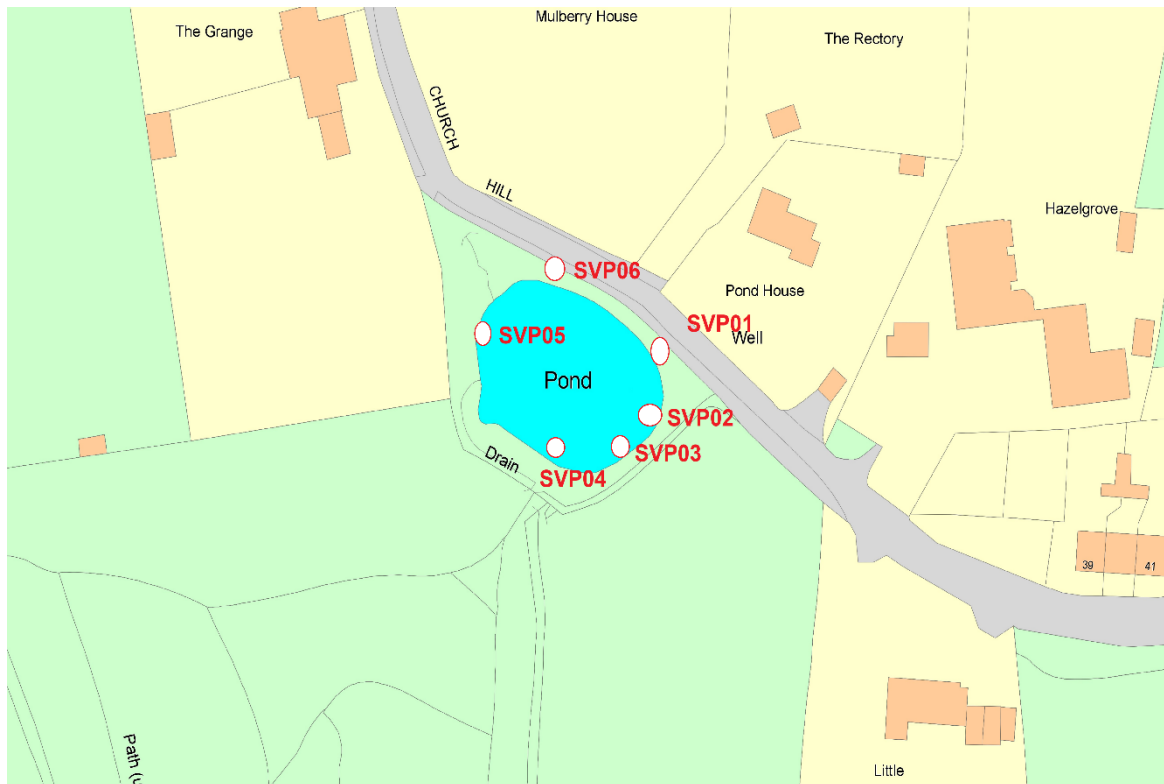 Mulberry House
The Grange
The Rectory
CHURCH
HILL
Hazelgrove
SVP06
Pond House
SVP01
SVP05
Well
Pond
SVP02
SVP03
Drain
SVP04
39
41
Path (u
Little